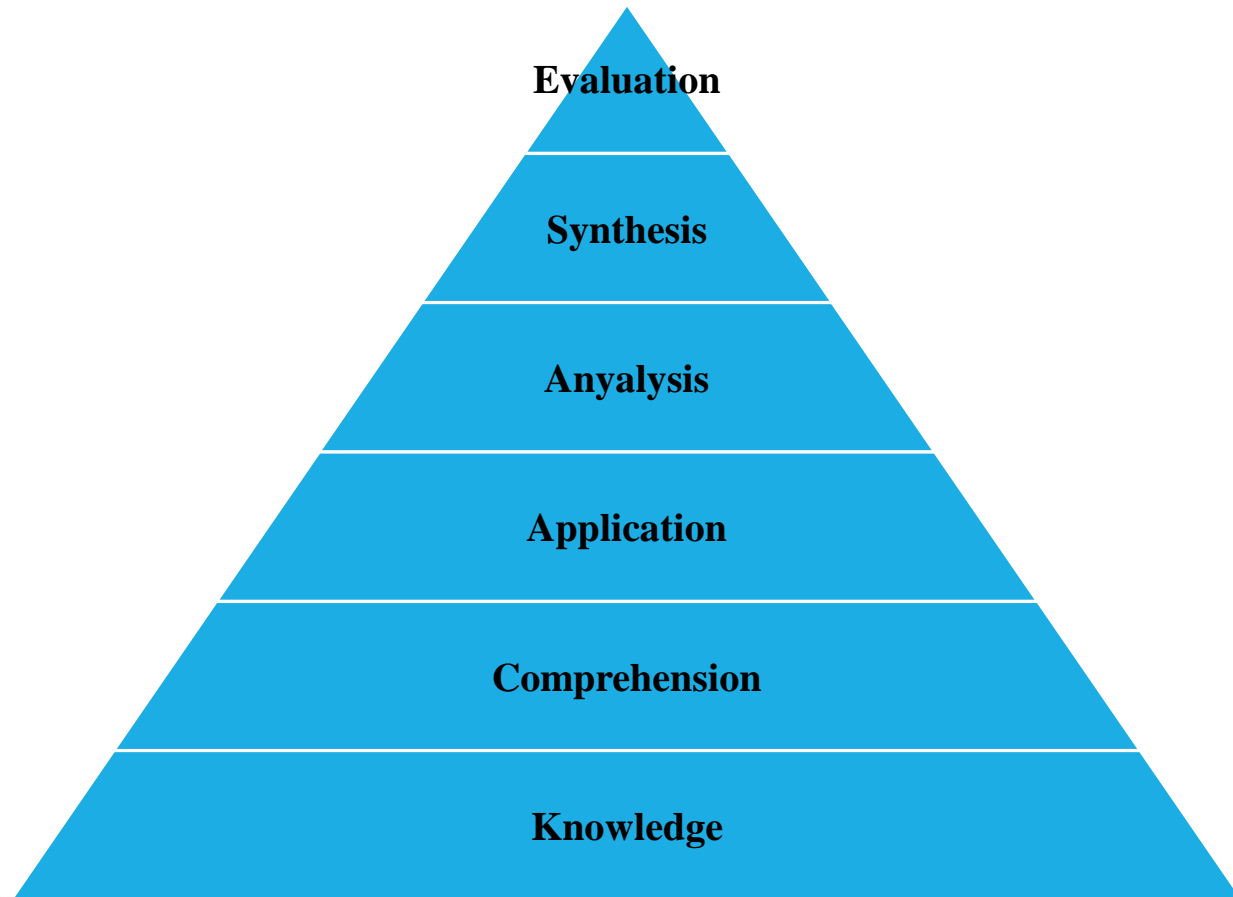 Evaluation
Synthesis
Anyalysis
Application
Comprehension
Knowledge